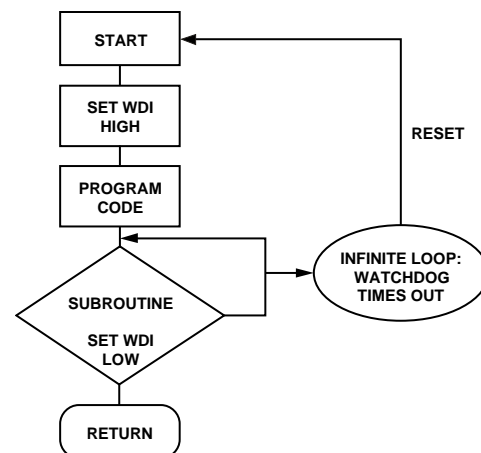 START
SET WDI
HIGH
RESET
PROGRAM
CODE
INFINITE LOOP:
WATCHDOG
TIMES OUT
SUBROUTINE
SET WDI
LOW
RETURN